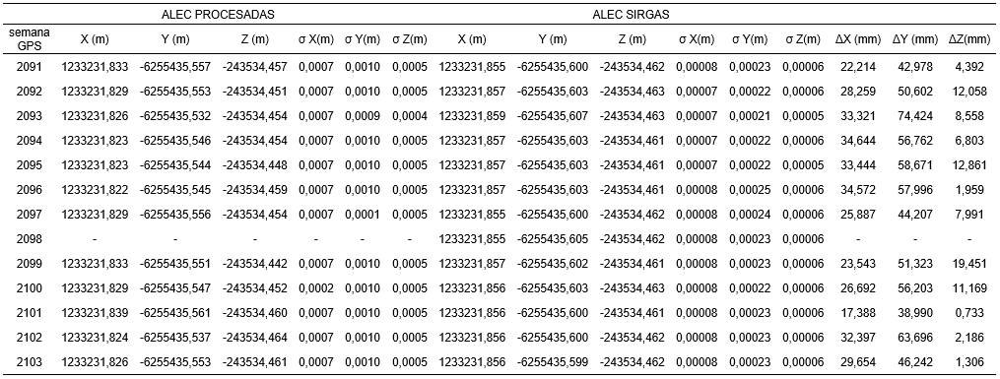 ALEC PROCESADAS ALEC SIRGAS
semana GPS X (m) Y (m) Z (m) σ X(m) σ Y(m) σ Z(m) X (m) Y (m) Z (m) σ X(m) σ Y(m) σ Z(m) ΔX (mm) ΔY (mm) ΔZ(mm)
2091 1233231,833 -6255435,557 -243534,457 0,0007 0,0010 0,0005 1233231,855 -6255435,600 -243534,462 0,00008 0,00023 0,00006 22,214 42,978 4,392
2092 1233231,829 -6255435,553 -243534,451 0,0007 0,0010 0,0005 1233231,857 -6255435,603 -243534,463 0,00007 0,00022 0,00006 28,259 50,602 12,058
2093 1233231,826 -6255435,532 -243534,454 0,0007 0,0009 0,0004 1233231,859 -6255435,607 -243534,463 0,00007 0,00021 0,00005 33,321 74,424 8,558
2094 1233231,823 -6255435,546 -243534,454 0,0007 0,0010 0,0005 1233231,857 -6255435,603 -243534,461 0,00007 0,00022 0,00006 34,644 56,762 6,803
2095 1233231,823 -6255435,544 -243534,448 0,0007 0,0010 0,0005 1233231,857 -6255435,603 -243534,461 0,00007 0,00022 0,00005 33,444 58,671 12,861
2096 1233231,822 -6255435,545 -243534,459 0,0007 0,0010 0,0005 1233231,857 -6255435,603 -243534,461 0,00008 0,00025 0,00006 34,572 57,996 1,959
2097 1233231,829 -6255435,556 -243534,454 0,0007 0,0001 0,0005 1233231,855 -6255435,600 -243534,462 0,00008 0,00024 0,00006 25,887 44,207 7,991
2098 - - - - - - 1233231,855 -6255435,605 -243534,462 0,00008 0,00023 0,00006 - - -
2099 1233231,833 -6255435,551 -243534,442 0,0007 0,0010 0,0005 1233231,857 -6255435,602 -243534,461 0,00008 0,00023 0,00006 23,543 51,323 19,451
2100 1233231,829 -6255435,547 -243534,452 0,0002 0,0010 0,0005 1233231,856 -6255435,603 -243534,463 0,00008 0,00022 0,00006 26,692 56,203 11,169
2101 1233231,839 -6255435,561 -243534,460 0,0007 0,0010 0,0005 1233231,856 -6255435,600 -243534,461 0,00008 0,00023 0,00006 17,388 38,990 0,733
2102 1233231,824 -6255435,537 -243534,464 0,0007 0,0010 0,0005 1233231,856 -6255435,600 -243534,462 0,00008 0,00023 0,00006 32,397 63,696 2,186
2103 1233231,826 -6255435,553 -243534,461 0,0007 0,0010 0,0005 1233231,856 -6255435,599 -243534,462 0,00008 0,00023 0,00006 29,654 46,242 1,306